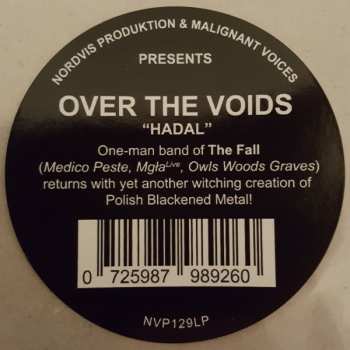 NORDVIS PRODUKTION & MALIGNANT VOICES
PRESENTS
OVER THE VOIDS
“HADAL”
One-man band of The Fall
(Medico Peste, MgłaLive, Owls Woods Graves)
returns with yet another witching creation of
Polish Blackened Metal!
0 725987 989260
NVP129LP